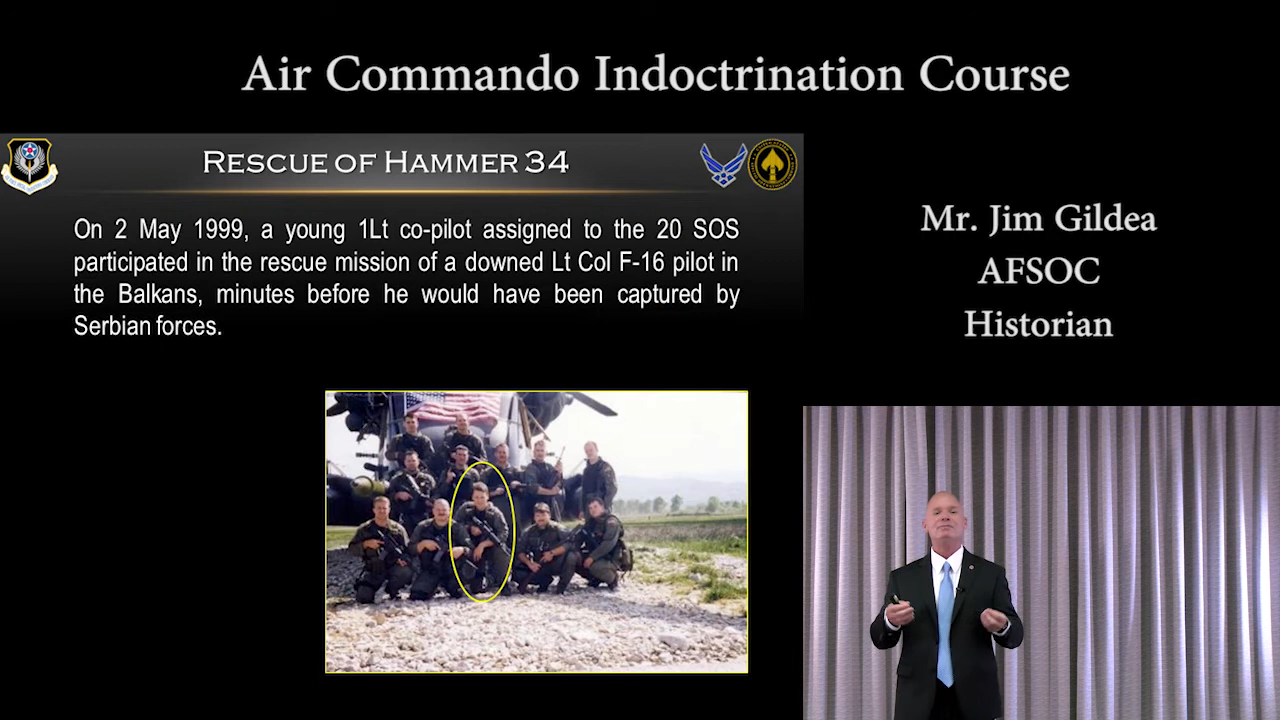 Air Commando Indoctrination Course
RESCUE OF HAMMER 34
On 2 May 1999, a young 1Lt co-pilot assigned to the 20 SOS
participated in the rescue mission of a downed Lt Col F-16 pilot in
the Balkans, minutes before he would have been captured by
Serbian forces.
Mr. Jim Gildea
AFSOC
Historian